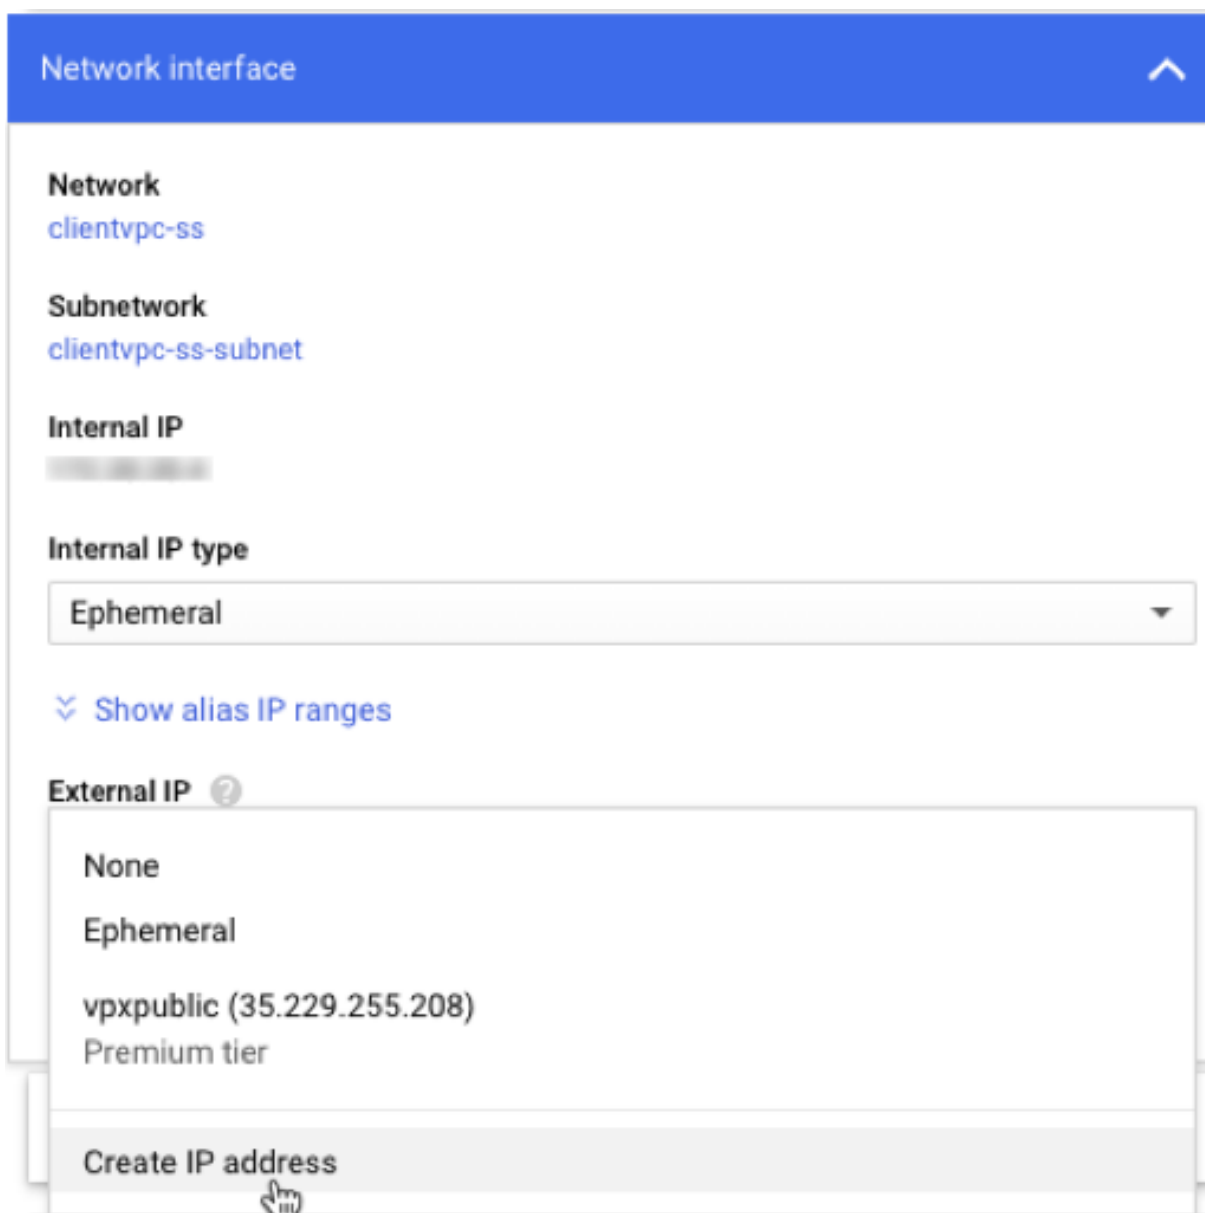 Network interface
Network
clientvpc-ss
Subnetwork
clientvpc-ss-subnet
Internal IP
Internal IP type
Ephemeral
Show alias IP ranges
External IP ?
None
Ephemeral
vpxpublic (35.229.255.208)
Premium tier
Create IP address